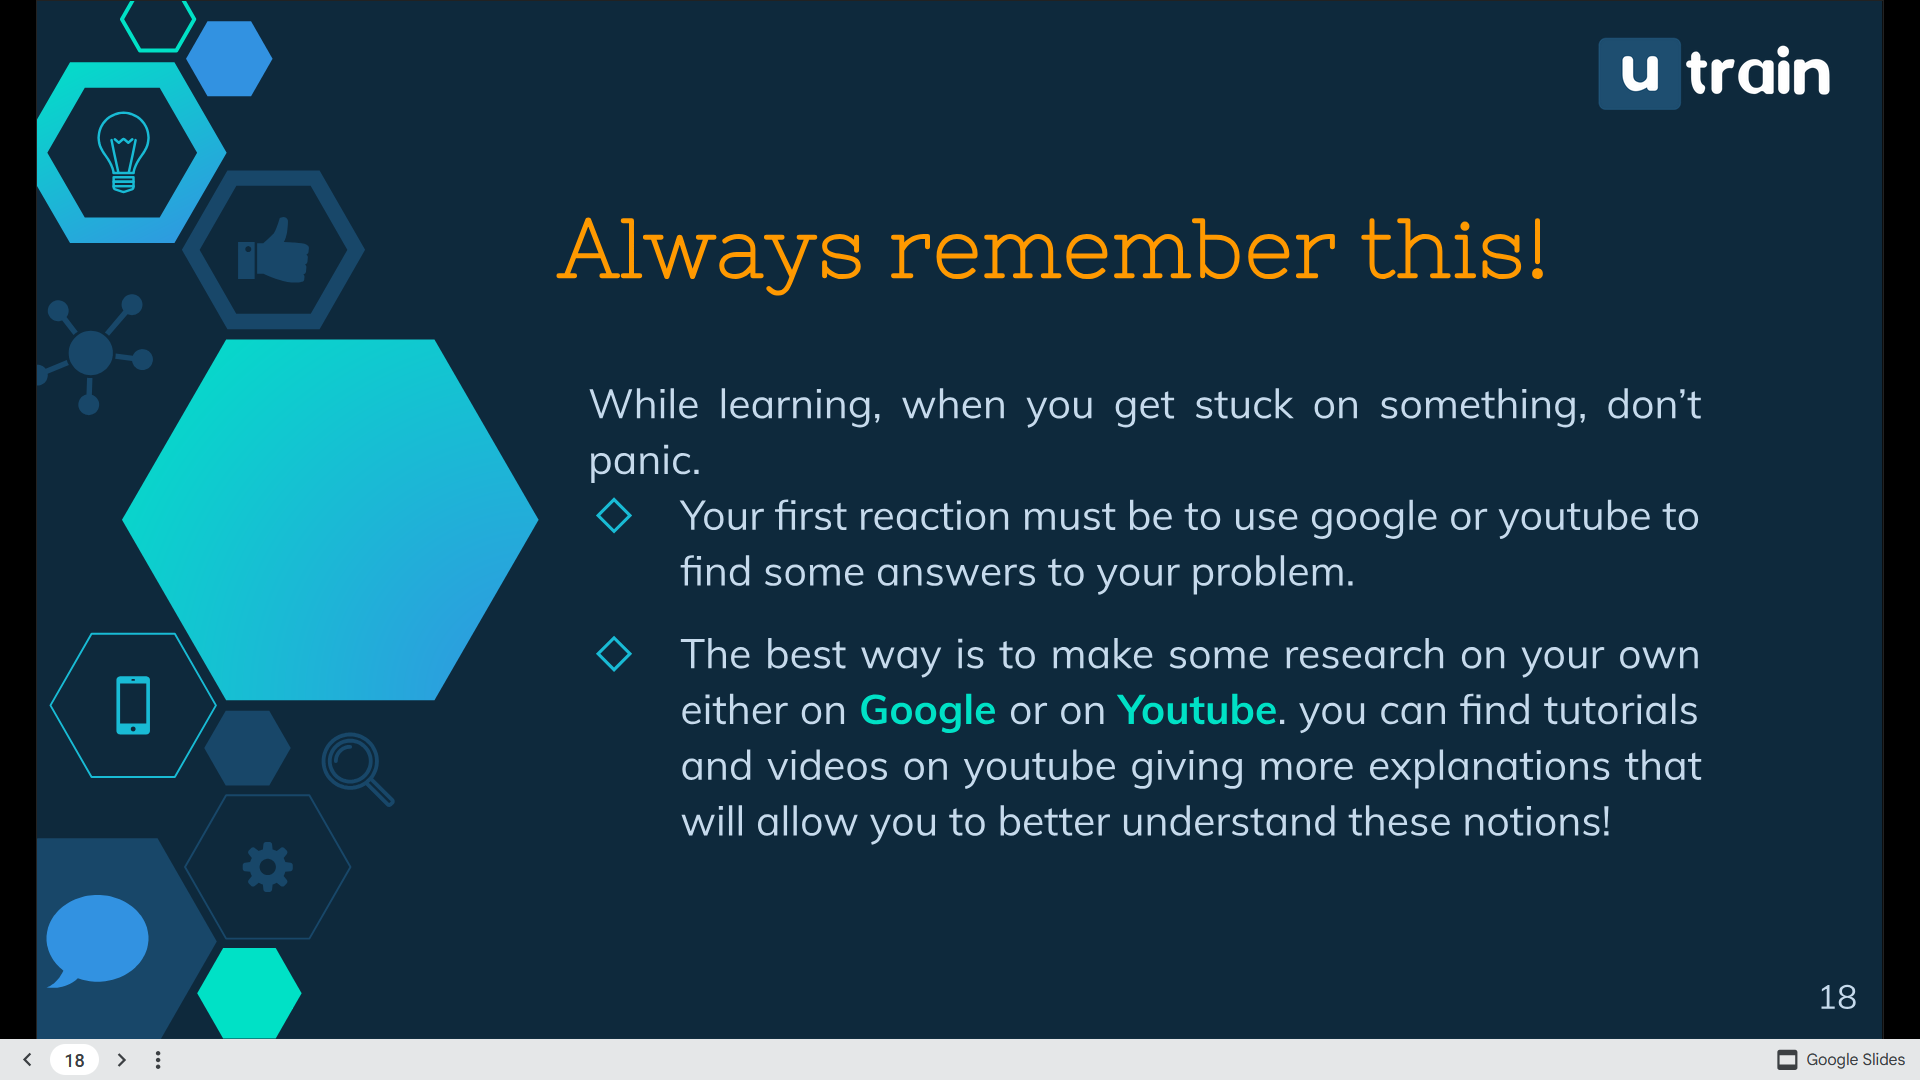 u train
Always remember this!
While learning, when you get stuck on something, don’t
panic.
Your first reaction must be to use google or youtube to
find some answers to your problem.
The best way is to make some research on your own
either on Google or on Youtube. you can find tutorials
and videos on youtube giving more explanations that
will allow you to better understand these notions!
18
18
Google Slides